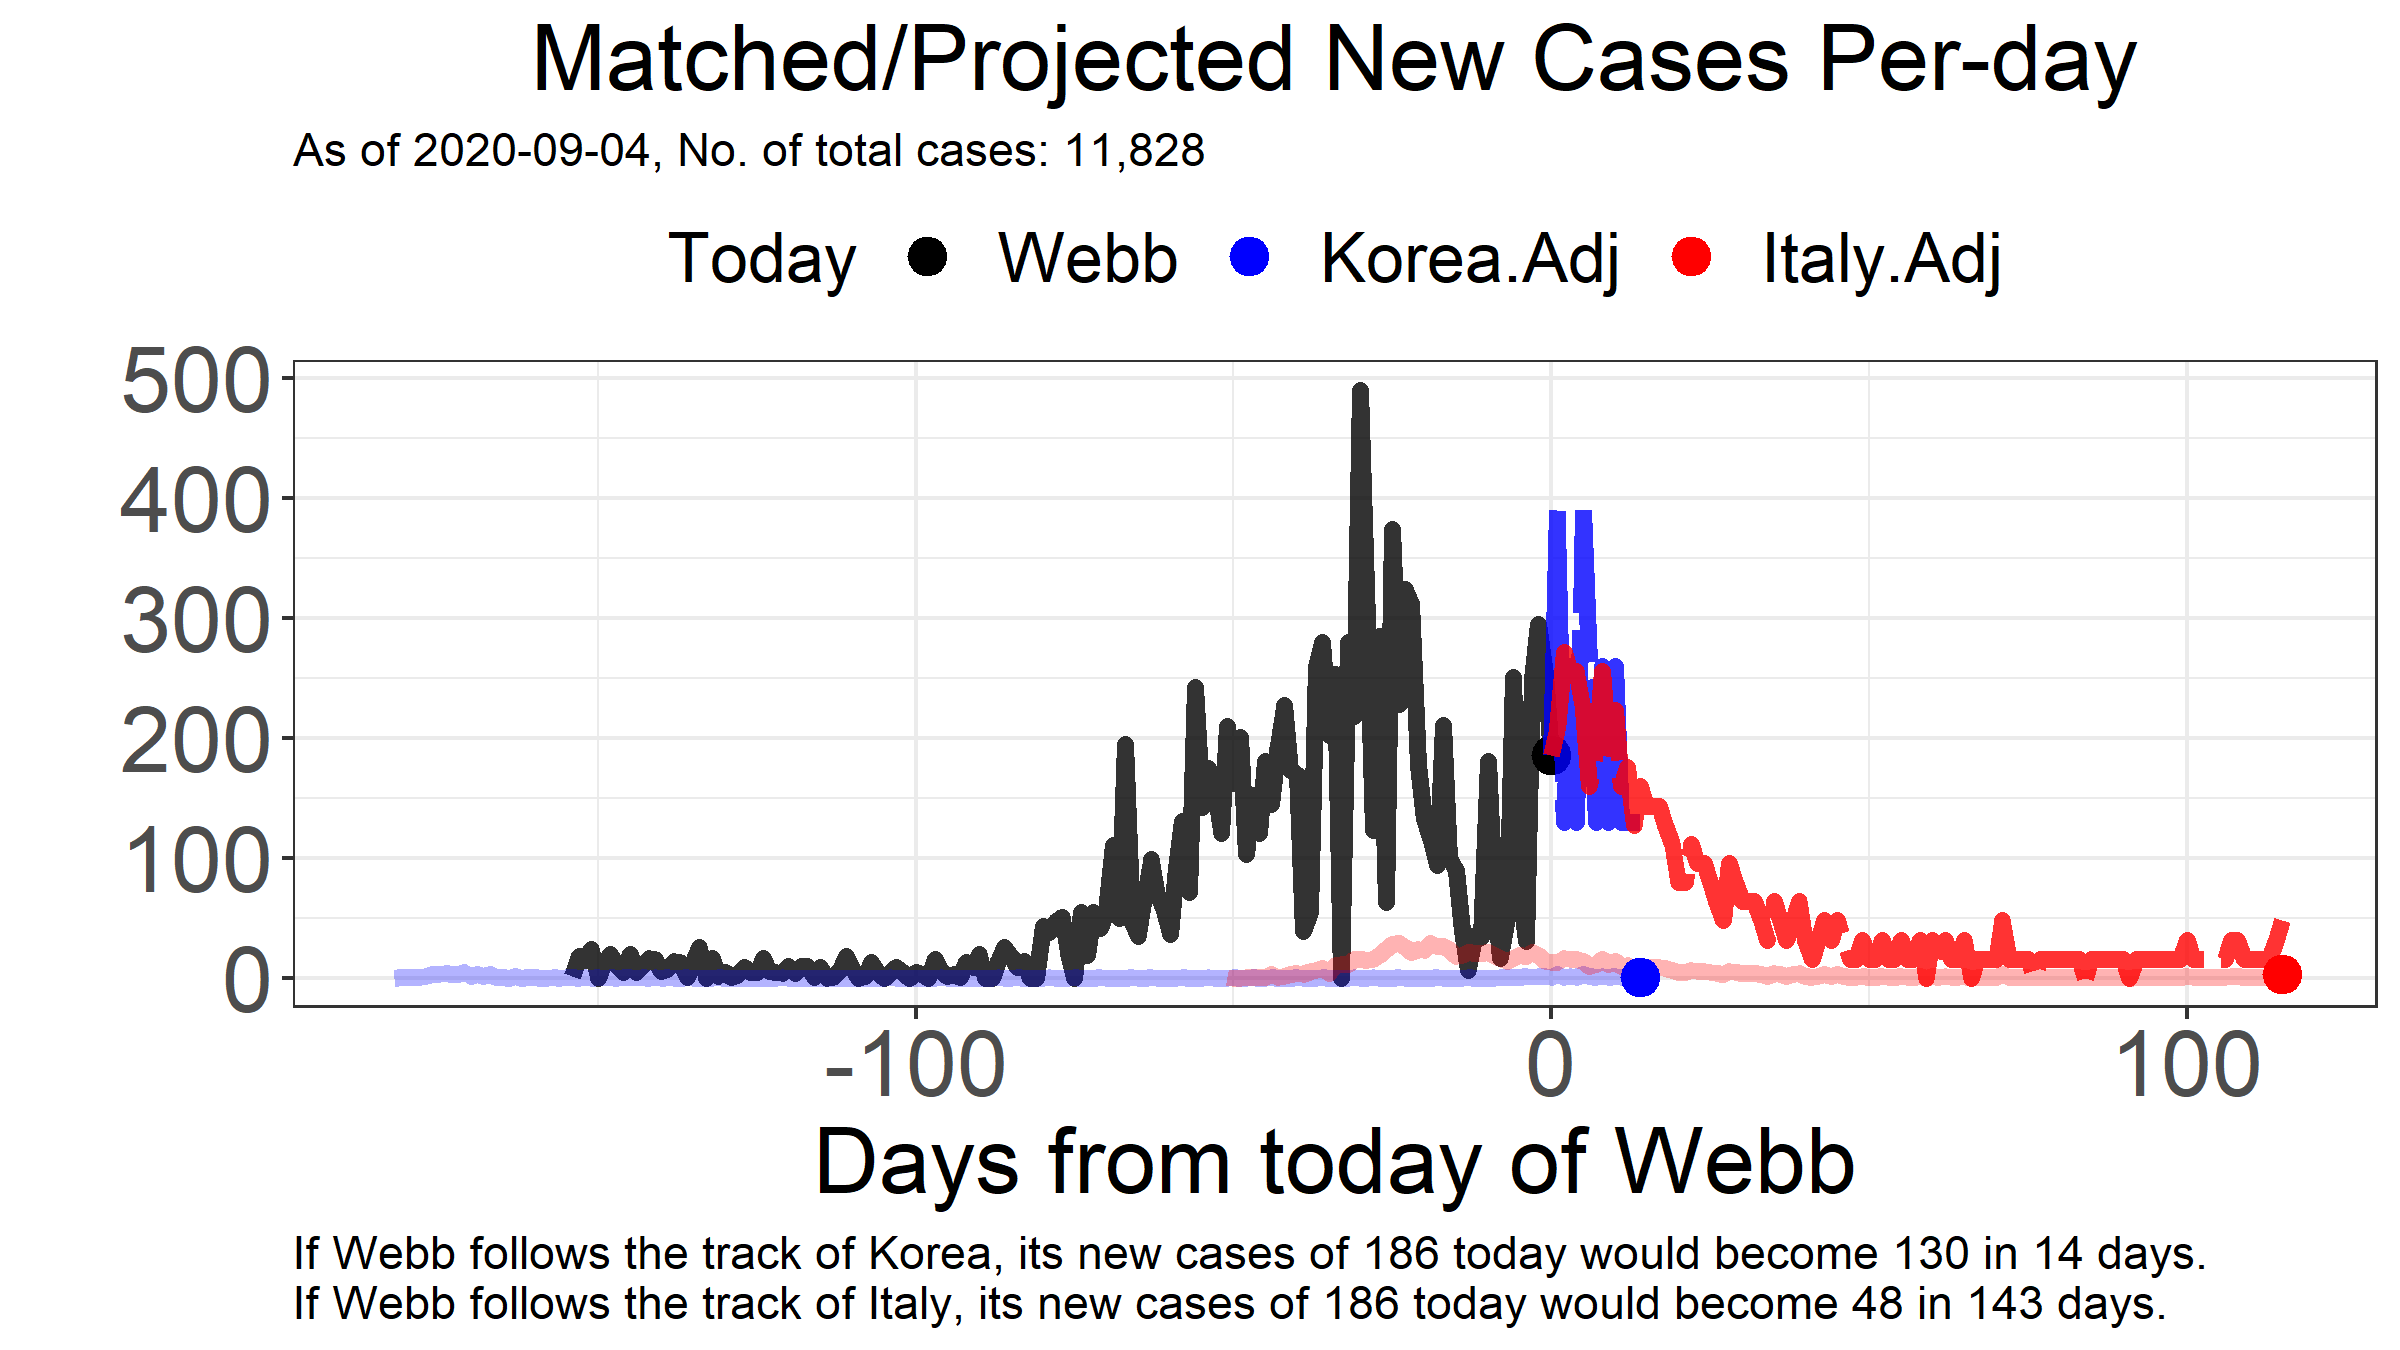 Matched/Projected New Cases Per-day
As of 2020-09-04, No. of total cases: 11,828
Today Webb Korea.Adj Italy.Adj
500
400
300
200
100
0
-100 0 100
Days from today of Webb
If Webb follows the track of Korea, its new cases of 186 today would become 130 in 14 days.
If Webb follows the track of Italy, its new cases of 186 today would become 48 in 143 days.